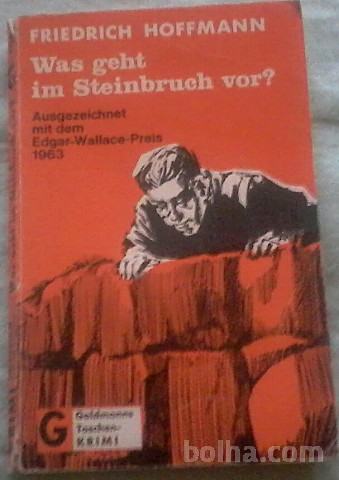 FRIEDRICH HOFFMANN
Was geht
im Steinbruch vor?
Ausgezeichnet
mit dem
Edgar-Wallace-Preis
1963
G
Goldmanns
Taschen-
KRIMI
bolha.com